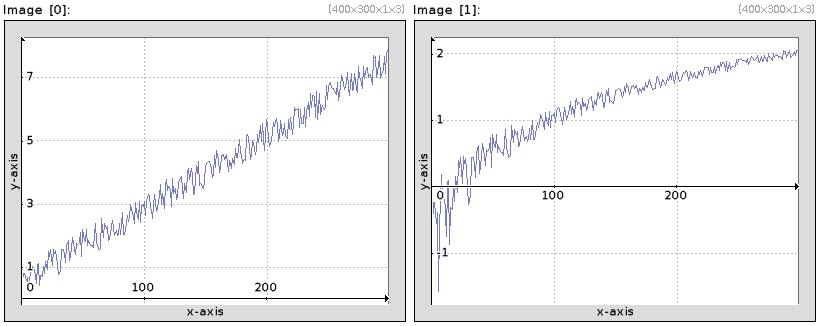 Image [0]:
(400x300x1x3)
7
5
3
1
0
100
200
x-axis
y-axis
Image [1]:
(400x300x1x3)
2
1
0
100
200
-1
x-axis
y-axis